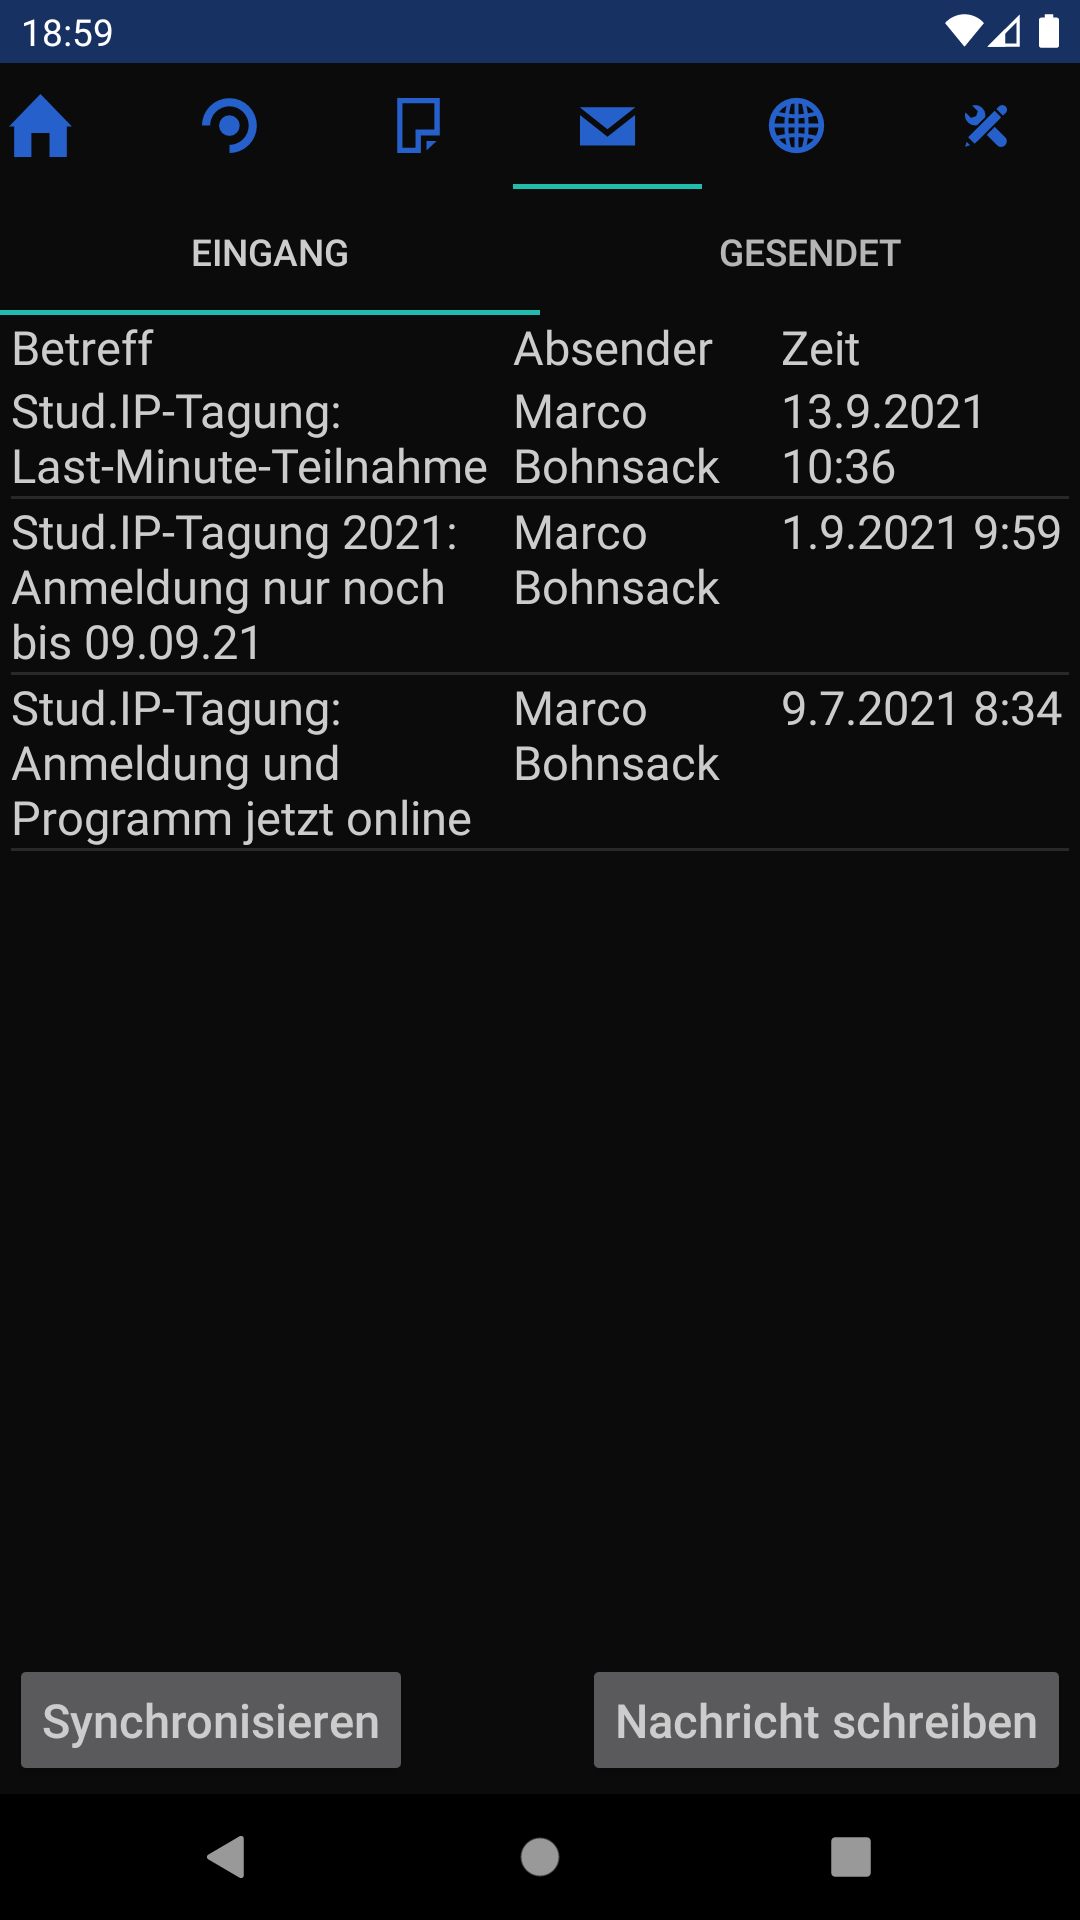 18:59
EINGANG GESENDET
Betreff Absender Zeit
Stud.IP-Tagung: Marco 13.9.2021
Last-Minute-Teilnahme Bohnsack 10:36
Stud.IP-Tagung 2021: Marco 1.9.2021 9:59
Anmeldung nur noch Bohnsack
bis 09.09.21
Stud.IP-Tagung: Marco 9.7.2021 8:34
Anmeldung und Bohnsack
Programm jetzt online
Synchronisieren Nachricht schreiben